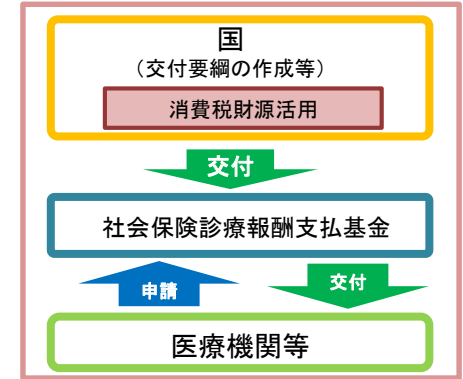 国
（交付要綱の作成等）
消費税財源活用
交付
社会保険診療報酬支払基金
申請
交付
医療機関等